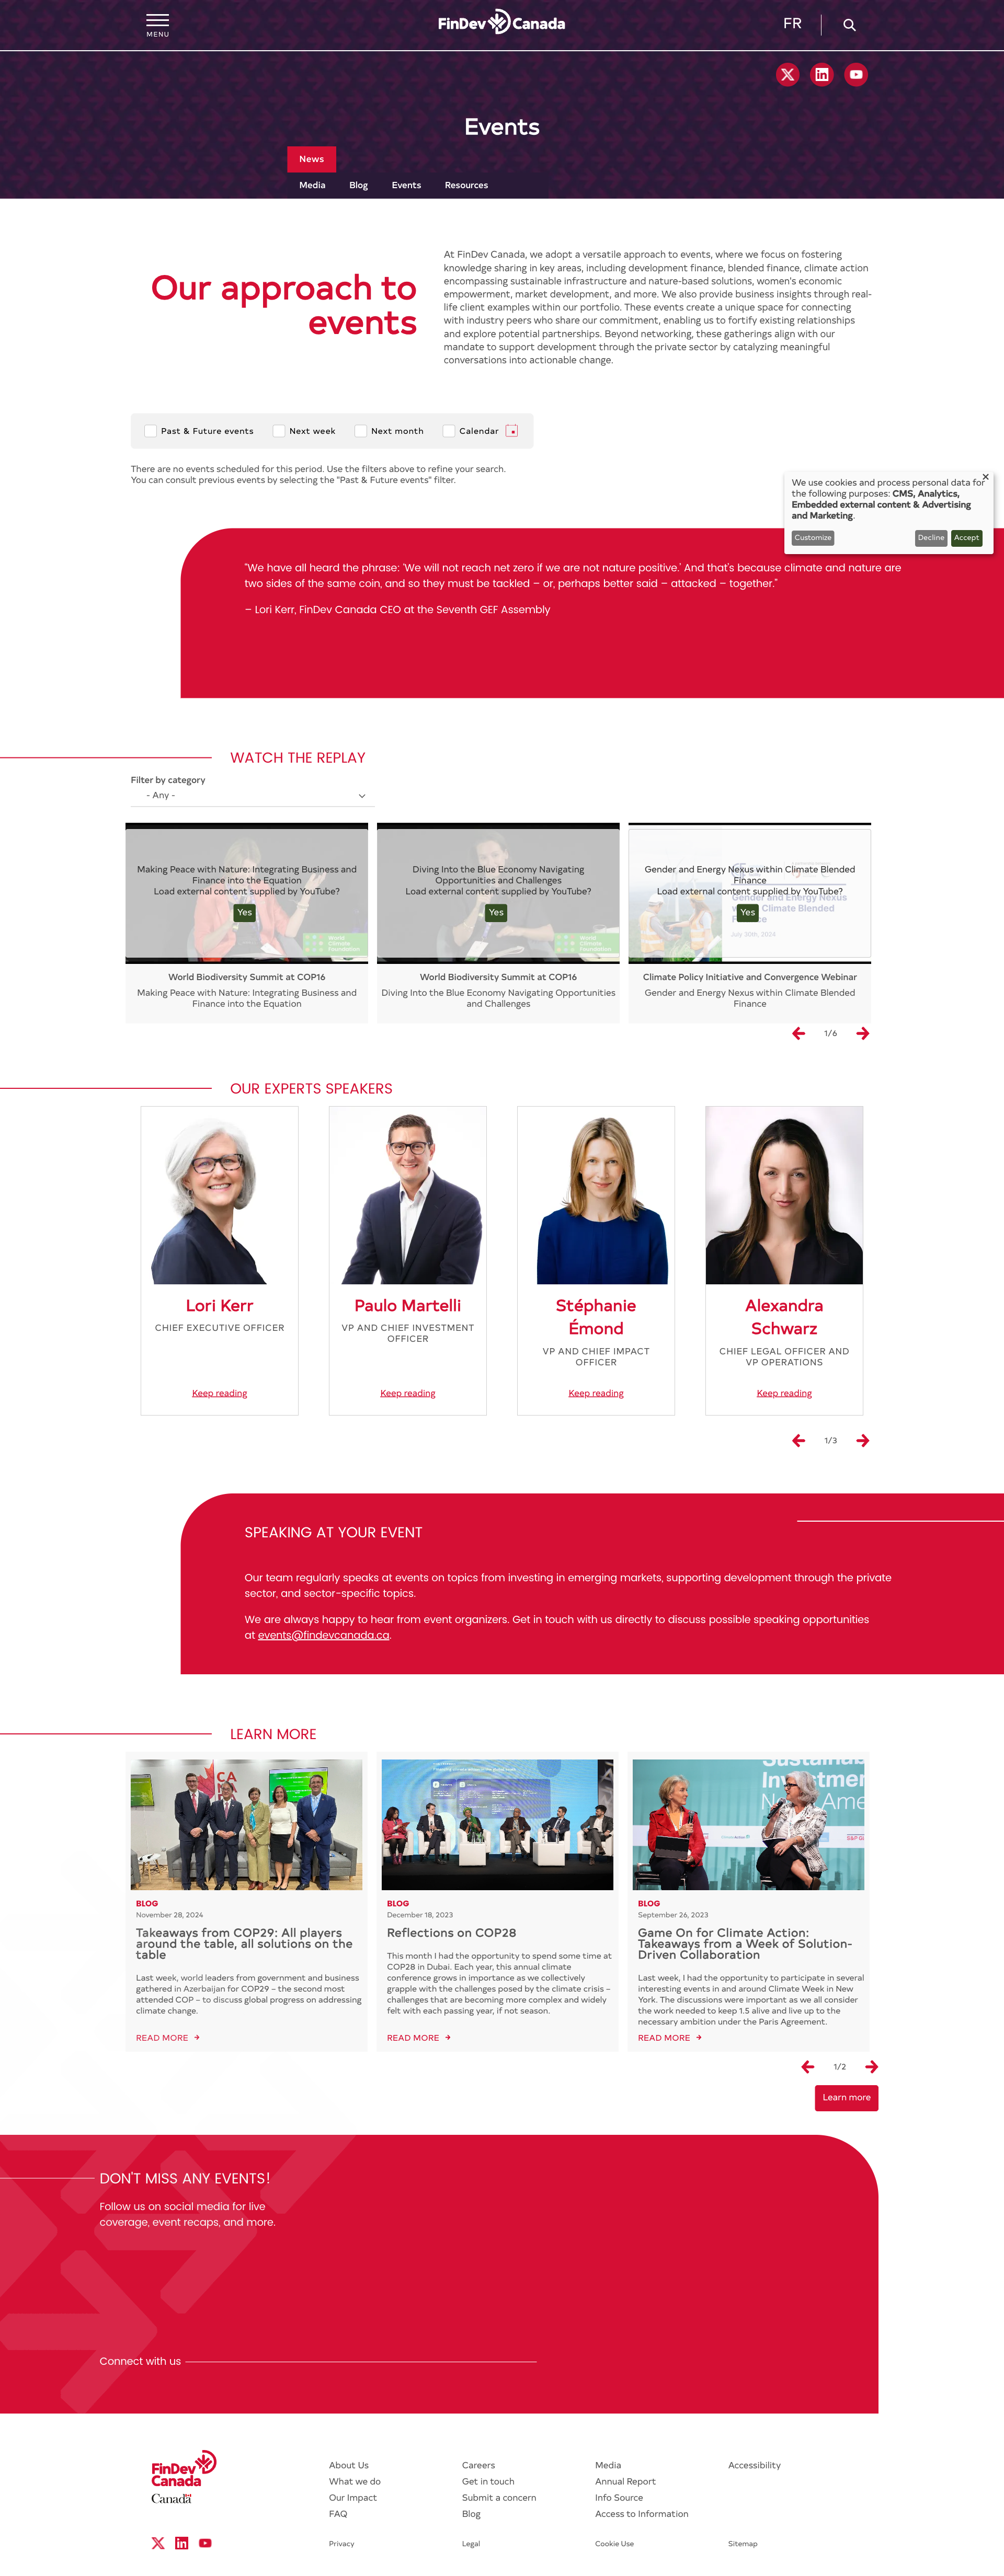 MENU
FinDev Canada
FR
Events
News
Media
Blog
Events
Resources
Our approach to
events
At FinDev Canada, we adopt a versatile approach to events, where we focus on fostering
knowledge sharing in key areas, including development finance, blended finance, climate action
encompassing sustainable infrastructure and nature-based solutions, women's economic
empowerment, market development, and more. We also provide business insights through real-
life client examples within our portfolio. These events create a unique space for connecting
with industry peers who share our commitment, enabling us to fortify existing relationships
and explore potential partnerships. Beyond networking, these gatherings align with our
mandate to support development through the private sector by catalyzing meaningful
conversations into actionable change.
Past & Future events
Next week
Next month
Calendar
There are no events scheduled for this period. Use the filters above to refine your search.
You can consult previous events by selecting the "Past & Future events" filter.
We use cookies and process personal data for
the following purposes: CMS, Analytics,
Embedded external content & Advertising
and Marketing.
Customize
Decline
Accept
"We have all heard the phrase: 'We will not reach net zero if we are not nature positive.' And that's because climate and nature are
two sides of the same coin, and so they must be tackled – or, perhaps better said – attacked – together."
– Lori Kerr, FinDev Canada CEO at the Seventh GEF Assembly
WATCH THE REPLAY
Filter by category
- Any -
Making Peace with Nature: Integrating Business and
Finance into the Equation
Load external content supplied by YouTube?
Yes
World Biodiversity Summit at COP16
Making Peace with Nature: Integrating Business and
Finance into the Equation
Diving Into the Blue Economy Navigating
Opportunities and Challenges
Load external content supplied by YouTube?
Yes
World Biodiversity Summit at COP16
Diving Into the Blue Economy Navigating Opportunities
and Challenges
Gender and Energy Nexus within Climate Blended
Finance
Load external content supplied by YouTube?
Yes
Gender and Energy Nexus
Climate Blended
July 30th, 2024
Climate Policy Initiative and Convergence Webinar
Gender and Energy Nexus within Climate Blended
Finance
1/6
OUR EXPERTS SPEAKERS
Lori Kerr
CHIEF EXECUTIVE OFFICER
Keep reading
Paulo Martelli
VP AND CHIEF INVESTMENT
OFFICER
Keep reading
Stéphanie
Émond
VP AND CHIEF IMPACT
OFFICER
Keep reading
Alexandra
Schwarz
CHIEF LEGAL OFFICER AND
VP OPERATIONS
Keep reading
1/3
SPEAKING AT YOUR EVENT
Our team regularly speaks at events on topics from investing in emerging markets, supporting development through the private
sector, and sector-specific topics.
We are always happy to hear from event organizers. Get in touch with us directly to discuss possible speaking opportunities
at events@findevcanada.ca.
LEARN MORE
BLOG
November 28, 2024
Takeaways from COP29: All players
around the table, all solutions on the
table
Last week, world leaders from government and business
gathered in Azerbaijan for COP29 – the second most
attended COP – to discuss global progress on addressing
climate change.
READ MORE
BLOG
December 18, 2023
Reflections on COP28
This month I had the opportunity to spend some time at
COP28 in Dubai. Each year, this annual climate
conference grows in importance as we collectively
grapple with the challenges posed by the climate crisis –
challenges that are becoming more complex and widely
felt with each passing year, if not season.
READ MORE
BLOG
September 26, 2023
Game On for Climate Action:
Takeaways from a Week of Solution-
Driven Collaboration
Last week, I had the opportunity to participate in several
interesting events in and around Climate Week in New
York. The discussions were important as we all consider
the work needed to keep 1.5 alive and live up to the
necessary ambition under the Paris Agreement.
READ MORE
1/2
Learn more
DON'T MISS ANY EVENTS!
Follow us on social media for live
coverage, event recaps, and more.
Connect with us
FinDev
Canada
Canada
About Us
What we do
Our Impact
FAQ
Careers
Get in touch
Submit a concern
Blog
Media
Annual Report
Info Source
Access to Information
Accessibility
Privacy
Legal
Cookie Use
Sitemap